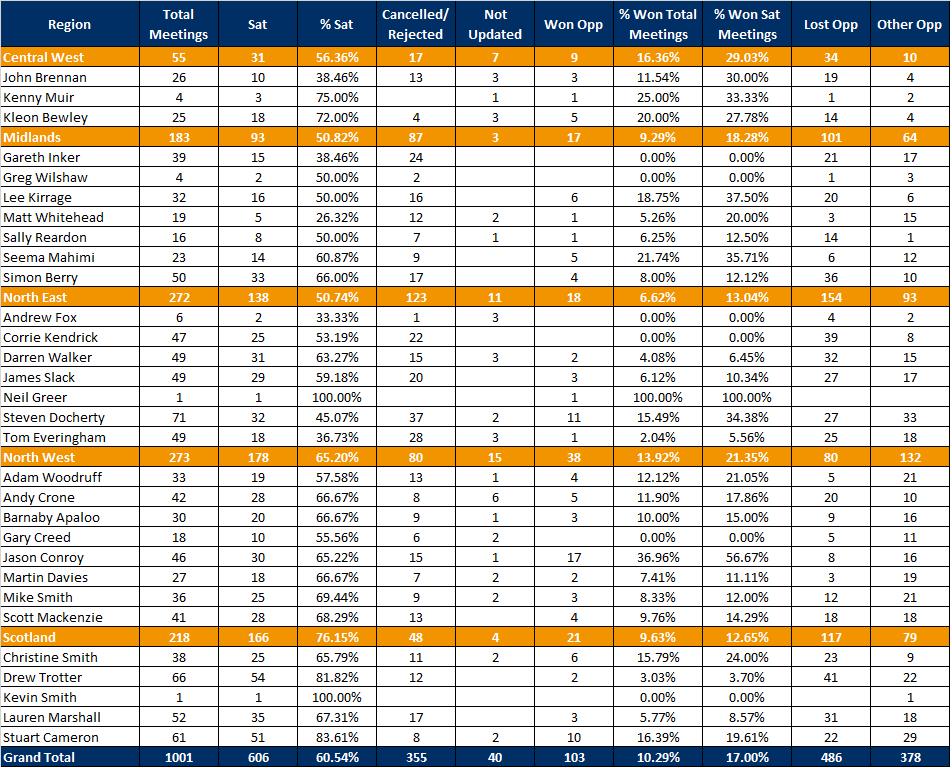 Region Total Meetings Sat % Sat Cancelled/ Rejected Not Updated Won Opp % Won Total Meetings % Won Sat Meetings Lost Opp Other Opp
Central West 55 31 56.36% 17 7 9 16.36% 29.03% 34 10
John Brennan 26 10 38.46% 13 3 3 11.54% 30.00% 19 4
Kenny Muir 4 3 75.00% 1 1 25.00% 33.33% 1 2
Kleon Bewley 25 18 72.00% 4 3 5 20.00% 27.78% 14 4
Midlands 183 93 50.82% 87 3 17 9.29% 18.28% 101 64
Gareth Inker 39 15 38.46% 24 0.00% 0.00% 21 17
Greg Wilshaw 4 2 50.00% 2 0.00% 0.00% 1 3
Lee Kirrage 32 16 50.00% 16 6 18.75% 37.50% 20 6
Matt Whitehead 19 5 26.32% 12 2 1 5.26% 20.00% 3 15
Sally Reardon 16 8 50.00% 7 1 1 6.25% 12.50% 14 1
Seema Mahimi 23 14 60.87% 9 5 21.74% 35.71% 6 12
Simon Berry 50 33 66.00% 17 4 8.00% 12.12% 36 10
North East 272 138 50.74% 123 11 18 6.62% 13.04% 154 93
Andrew Fox 6 2 33.33% 1 3 0.00% 0.00% 4 2
Corrie Kendrick 47 25 53.19% 22 0.00% 0.00% 39 8
Darren Walker 49 31 63.27% 15 3 2 4.08% 6.45% 32 15
James Slack 49 29 59.18% 20 3 6.12% 10.34% 27 17
Neil Greer 1 1 100.00% 1 100.00% 100.00%
Steven Docherty 71 32 45.07% 37 2 11 15.49% 34.38% 27 33
Tom Everingham 49 18 36.73% 28 3 1 2.04% 5.56% 25 18
North West 273 178 65.20% 80 15 38 13.92% 21.35% 80 132
Adam Woodruff 33 19 57.58% 13 1 4 12.12% 21.05% 5 21
Andy Crone 42 28 66.67% 8 6 5 11.90% 17.86% 20 10
Barnaby Apaloo 30 20 66.67% 9 1 3 10.00% 15.00% 9 16
Gary Creed 18 10 55.56% 6 2 0.00% 0.00% 5 11
Jason Conroy 46 30 65.22% 15 1 17 36.96% 56.67% 8 16
Martin Davies 27 18 66.67% 7 2 2 7.41% 11.11% 3 19
Mike Smith 36 25 69.44% 9 2 3 8.33% 12.00% 12 21
Scott Mackenzie 41 28 68.29% 13 4 9.76% 14.29% 18 18
Scotland 218 166 76.15% 48 4 21 9.63% 12.65% 117 79
Christine Smith 38 25 65.79% 11 2 6 15.79% 24.00% 23 9
Drew Trotter 66 54 81.82% 12 2 3.03% 3.70% 41 22
Kevin Smith 1 1 100.00% 0.00% 0.00% 1
Lauren Marshall 52 35 67.31% 17 3 5.77% 8.57% 31 18
Stuart Cameron 61 51 83.61% 8 2 10 16.39% 19.61% 22 29
Grand Total 1001 606 60.54% 355 40 103 10.29% 17.00% 486 378